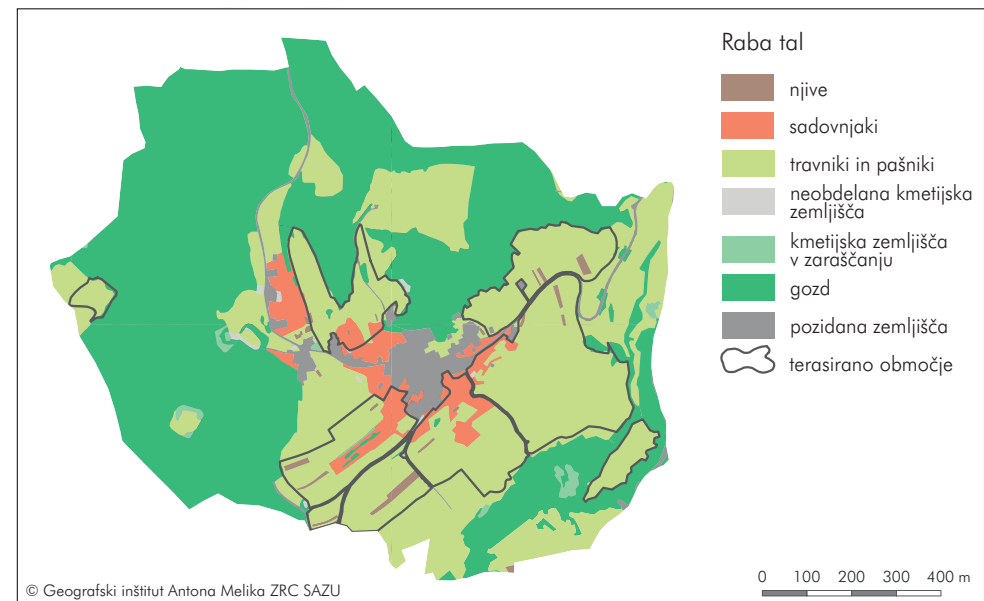 Raba tal
njive
sadovnjaki
travniki in pašniki
neobdelana kmetijska
zemljišča
kmetijska zemljišča
v zaraščanju
gozd
pozidana zemljišča
terasirano območje
© Geografski inštitut Antona Melika ZRC SAZU
0 100 200 300 400 m